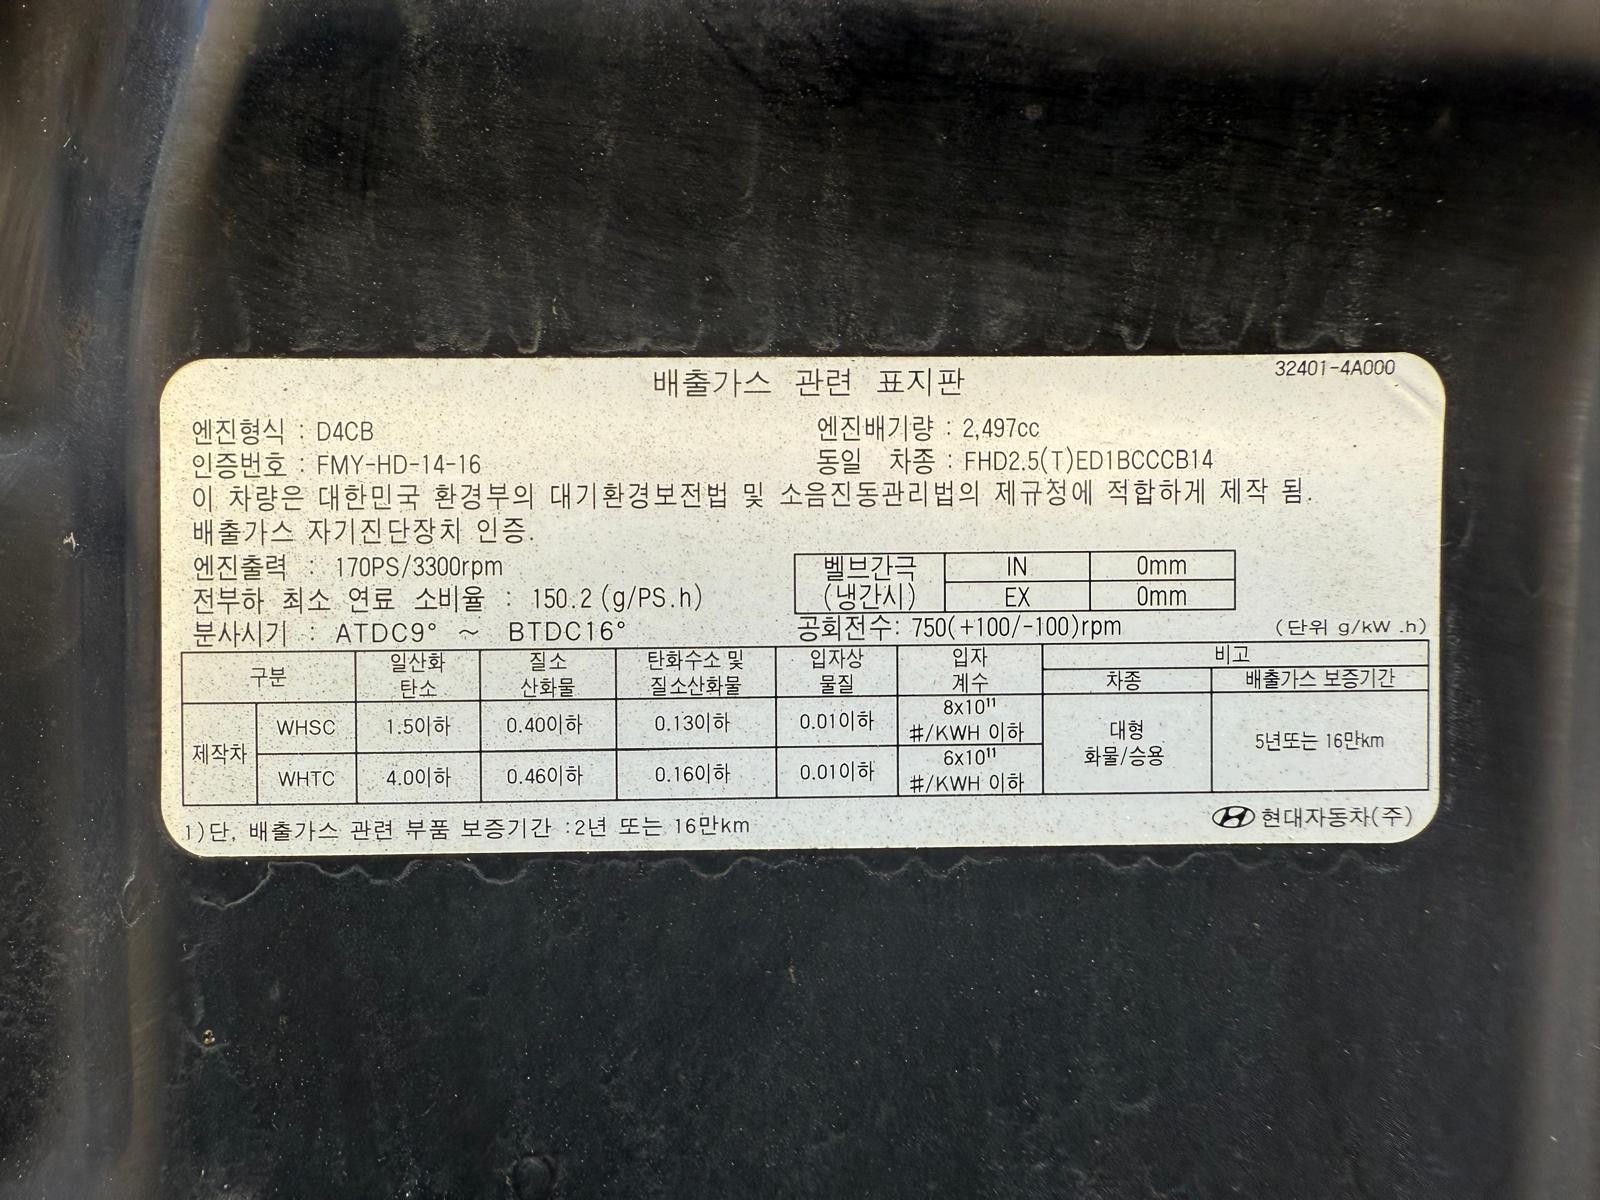 32401-4A000
배출가스 관련 표지판
엔진형식 : D4CB 엔진배기량 : 2,497cc
인증번호 : FMY-HD-14-16 동일 차종 : FHD2.5(T)ED1BCCCB14
이 차량은 대한민국 환경부의 대기환경보전법 및 소음진동관리법의 제규정에 적합하게 제작 됨.
배출가스 자기진단장치 인증.
엔진출력 : 170PS/3300rpm
전부하 최소 연료 소비율 : 150.2(g/PS.h)
분사시기 : ATDC9° ~ BTDC16°
벨브간극 IN 0mm
(냉간시) EX 0mm
공회전수: 750(+100/-100)rpm (단위 g/kW.h)
구분 일산화 탄소 질소 산화물 탄화수소 및 질소산화물 입자상 물질 입자 계수 비고
차종 배출가스 보증기간
제작차 WHSC 1.5이하 0.40이하 0.13이하 0.01이하 8x10¹¹ #/KWH 이하 대형 화물/승용 5년또는 16만km
WHTC 4.0이하 0.46이하 0.16이하 0.01이하 6x10¹¹ #/KWH 이하
1)단, 배출가스 관련 부품 보증기간 :2년 또는 16만km
현대자동차(주)